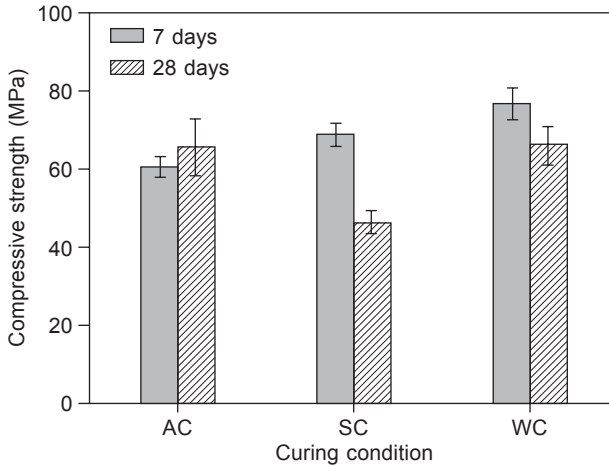 100
80
60
40
20
0
Compressive strength (MPa)
7 days
28 days
AC SC WC
Curing condition